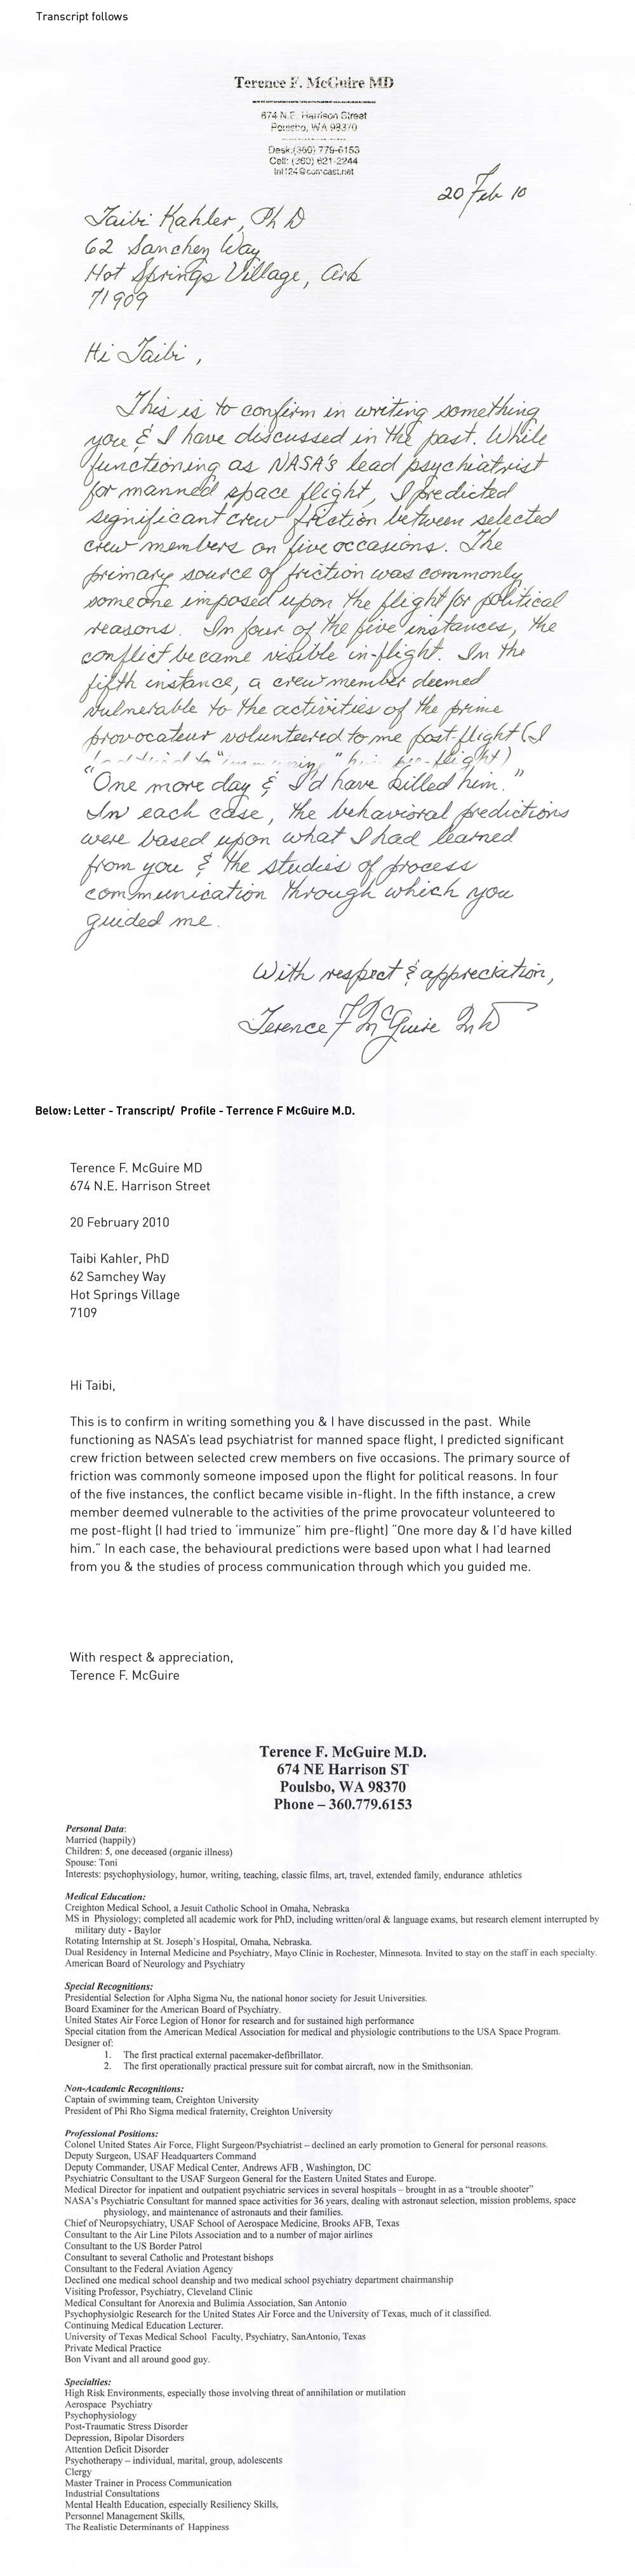 Transcript follows
Terence F. McGuire MD
674 N.E. Harrison Street
Poulsbo, WA 98370
Desk:(360) 779-6153
Cell: (360) 621-2244
Int124@comcast.net
20 Feb 10
Taibi Kahler, Ph D
62 Sanchey Way
Hot Springs Village, Ark
71909
Hi Taibi,
This is to confirm in writing something
you & I have discussed in the past. While
functioning as NASA's lead psychiatrist
for manned space flight, I predicted
significant crew friction between selected
crew members on five occasions. The
primary source of friction was commonly
someone imposed upon the flight for political
reasons. In four of the five instances, the
conflict became visible in-flight. In the
fifth instance, a crew member deemed
vulnerable to the activities of the prime
provocateur volunteered to me post-flight (I
had tried to "immunize" him pre-flight)
"One more day & I'd have killed him."
In each case, the behavioral predictions
were based upon what I had learned
from you & the studies of process
communication through which you
guided me.
With respect & appreciation,
Terence F McGuire MD
Below: Letter - Transcript/ Profile - Terrence F McGuire M.D.
Terence F. McGuire MD
674 N.E. Harrison Street
20 February 2010
Taibi Kahler, PhD
62 Samchey Way
Hot Springs Village
7109
Hi Taibi,
This is to confirm in writing something you & I have discussed in the past. While
functioning as NASA's lead psychiatrist for manned space flight, I predicted significant
crew friction between selected crew members on five occasions. The primary source of
friction was commonly someone imposed upon the flight for political reasons. In four
of the five instances, the conflict became visible in-flight. In the fifth instance, a crew
member deemed vulnerable to the activities of the prime provocateur volunteered to
me post-flight (I had tried to 'immunize" him pre-flight) "One more day & I'd have killed
him." In each case, the behavioural predictions were based upon what I had learned
from you & the studies of process communication through which you guided me.
With respect & appreciation,
Terence F. McGuire
Terence F. McGuire M.D.
674 NE Harrison ST
Poulsbo, WA 98370
Phone – 360.779.6153
Personal Data:
Married (happily)
Children: 5, one deceased (organic illness)
Spouse: Toni
Interests: psychophysiology, humor, writing, teaching, classic films, art, travel, extended family, endurance athletics
Medical Education:
Creighton Medical School, a Jesuit Catholic School in Omaha, Nebraska
MS in Physiology; completed all academic work for PhD, including written/oral & language exams, but research element interrupted by
military duty - Baylor
Rotating Internship at St. Joseph's Hospital, Omaha, Nebraska.
Dual Residency in Internal Medicine and Psychiatry, Mayo Clinic in Rochester, Minnesota. Invited to stay on the staff in each specialty.
American Board of Neurology and Psychiatry
Special Recognitions:
Presidential Selection for Alpha Sigma Nu, the national honor society for Jesuit Universities.
Board Examiner for the American Board of Psychiatry.
United States Air Force Legion of Honor for research and for sustained high performance
Special citation from the American Medical Association for medical and physiologic contributions to the USA Space Program.
Designer of:
1. The first practical external pacemaker-defibrillator.
2. The first operationally practical pressure suit for combat aircraft, now in the Smithsonian.
Non-Academic Recognitions:
Captain of swimming team, Creighton University
President of Phi Rho Sigma medical fraternity, Creighton University
Professional Positions:
Colonel United States Air Force, Flight Surgeon/Psychiatrist – declined an early promotion to General for personal reasons.
Deputy Surgeon, USAF Headquarters Command
Deputy Commander, USAF Medical Center, Andrews AFB , Washington, DC
Psychiatric Consultant to the USAF Surgeon General for the Eastern United States and Europe.
Medical Director for inpatient and outpatient psychiatric services in several hospitals – brought in as a "trouble shooter"
NASA's Psychiatric Consultant for manned space activities for 36 years, dealing with astronaut selection, mission problems, space
physiology, and maintenance of astronauts and their families.
Chief of Neuropsychiatry, USAF School of Aerospace Medicine, Brooks AFB, Texas
Consultant to the Air Line Pilots Association and to a number of major airlines
Consultant to the US Border Patrol
Consultant to several Catholic and Protestant bishops
Consultant to the Federal Aviation Agency
Declined one medical school deanship and two medical school psychiatry department chairmanship
Visiting Professor, Psychiatry, Cleveland Clinic
Medical Consultant for Anorexia and Bulimia Association, San Antonio
Psychophysiolgic Research for the United States Air Force and the University of Texas, much of it classified.
Continuing Medical Education Lecturer.
University of Texas Medical School Faculty, Psychiatry, SanAntonio, Texas
Private Medical Practice
Bon Vivant and all around good guy.
Specialties:
High Risk Environments, especially those involving threat of annihilation or mutilation
Aerospace Psychiatry
Psychophysiology
Post-Traumatic Stress Disorder
Depression, Bipolar Disorders
Attention Deficit Disorder
Psychotherapy – individual, marital, group, adolescents
Clergy
Master Trainer in Process Communication
Industrial Consultations
Mental Health Education, especially Resiliency Skills,
Personnel Management Skills,
The Realistic Determinants of Happiness